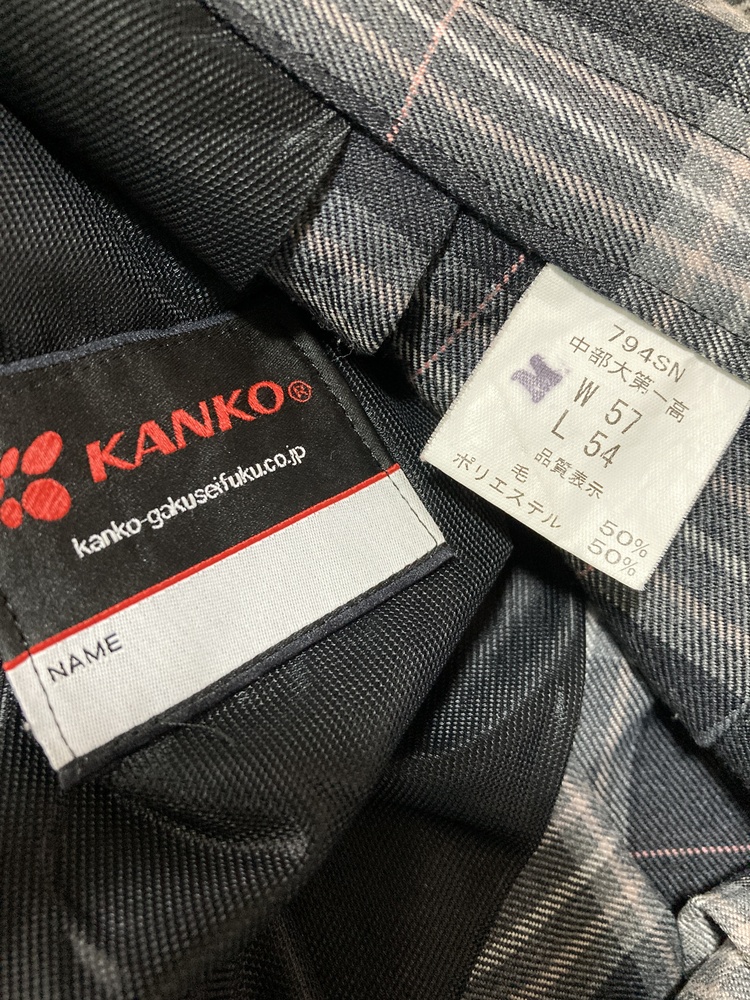 KANKO®
kanko-gakuseifuku.co.jp
NAME
794SN
中部大第一高
W 57
L 54
品質表示
毛 50%
ポリエステル 50%